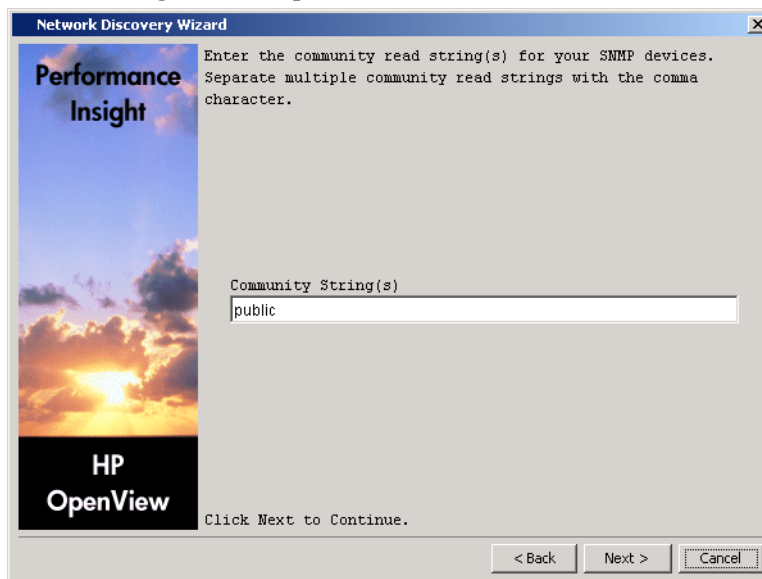 Network Discovery Wizard
Performance
Insight
Enter the community read string(s) for your SNMP devices.
Separate multiple community read strings with the comma
character.
Community String(s)
public
HP
OpenView
Click Next to Continue.
< Back Next > Cancel